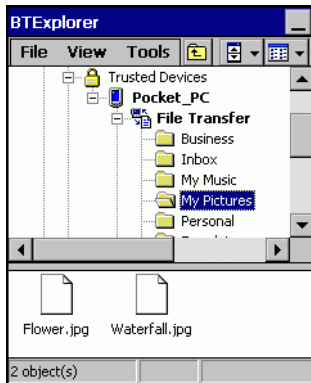 BTExplorer
File View Tools
Trusted Devices
Pocket_PC
File Transfer
Business
Inbox
My Music
My Pictures
Personal
Flower.jpg Waterfall.jpg
2 object(s)